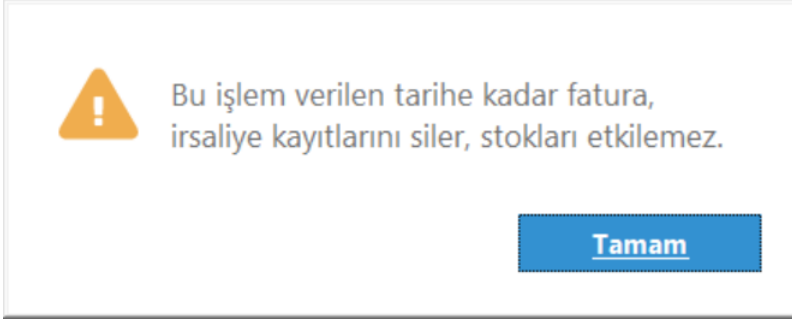 Bu işlem verilen tarihe kadar fatura,
irsaliye kayıtlarını siler, stokları etkilemez.
Tamam